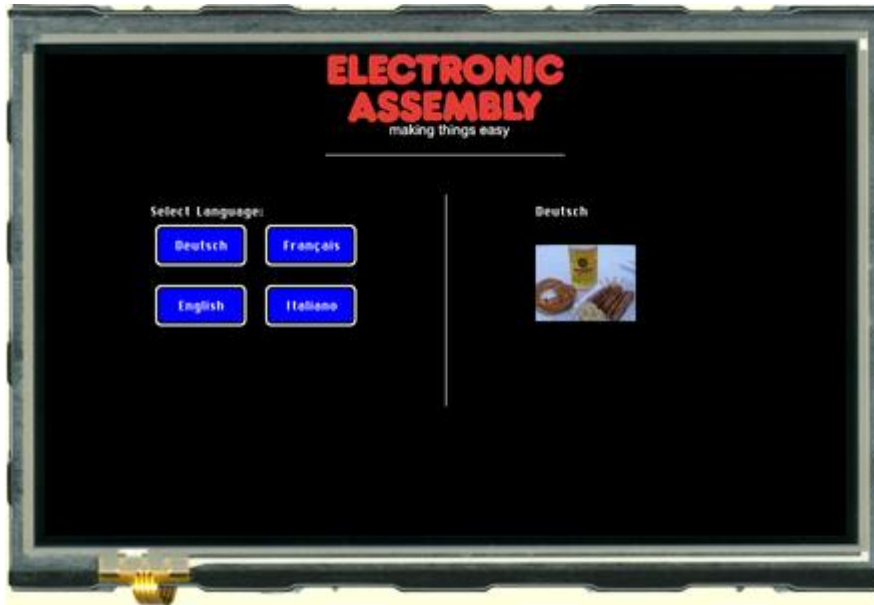 ELECTRONIC
ASSEMBLY
making things easy
Select Language:
Deutsch
Français
English
Italiano
Deutsch